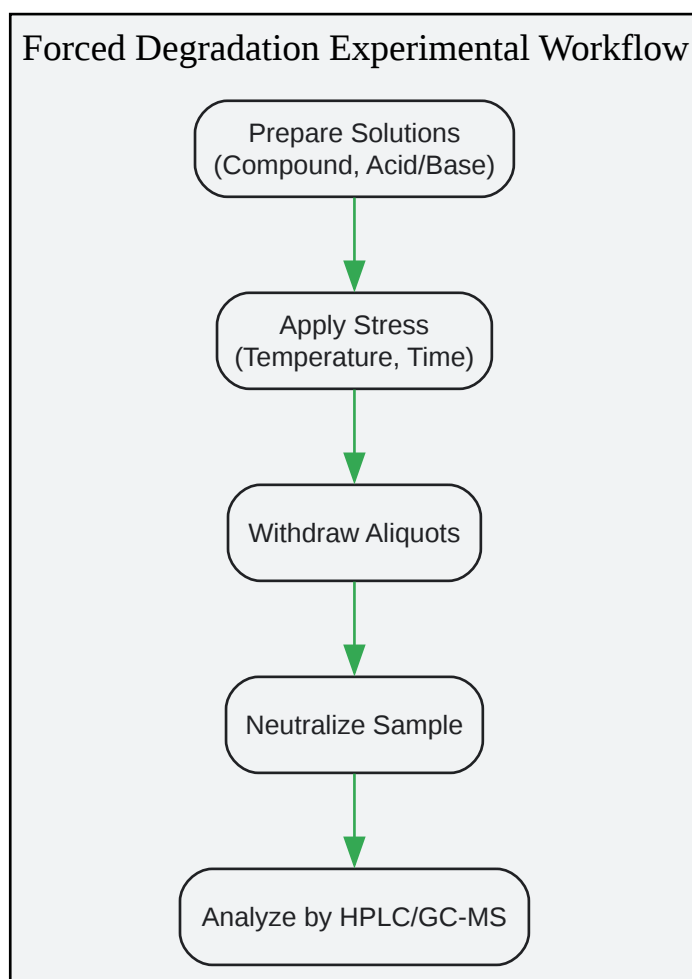 Forced Degradation Experimental Workflow
Prepare Solutions
(Compound, Acid/Base)
Apply Stress
(Temperature, Time)
Withdraw Aliquots
Neutralize Sample
Analyze by HPLC/GC-MS